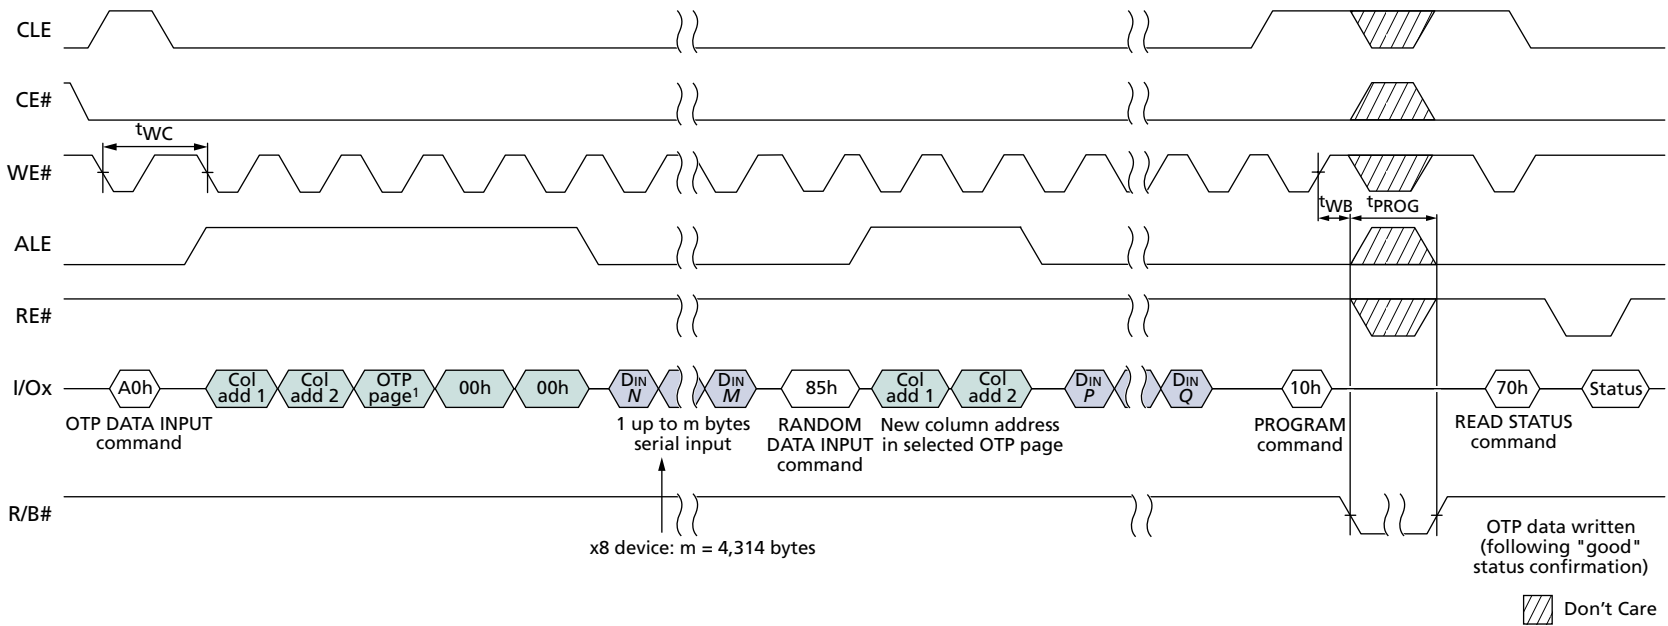 CLE
CE#
tWC
WE#
tWB
tPROG
ALE
RE#
I/Ox
A0h
Col
add 1
Col
add 2
OTP
page1
00h
00h
DIN
N
DIN
M
85h
Col
add 1
Col
add 2
DIN
P
DIN
Q
10h
70h
Status
OTP DATA INPUT
command
1 up to m bytes
serial input
RANDOM
DATA INPUT
command
New column address
in selected OTP page
PROGRAM
command
READ STATUS
command
R/B#
x8 device: m = 4,314 bytes
OTP data written
(following "good"
status confirmation)
Don't Care